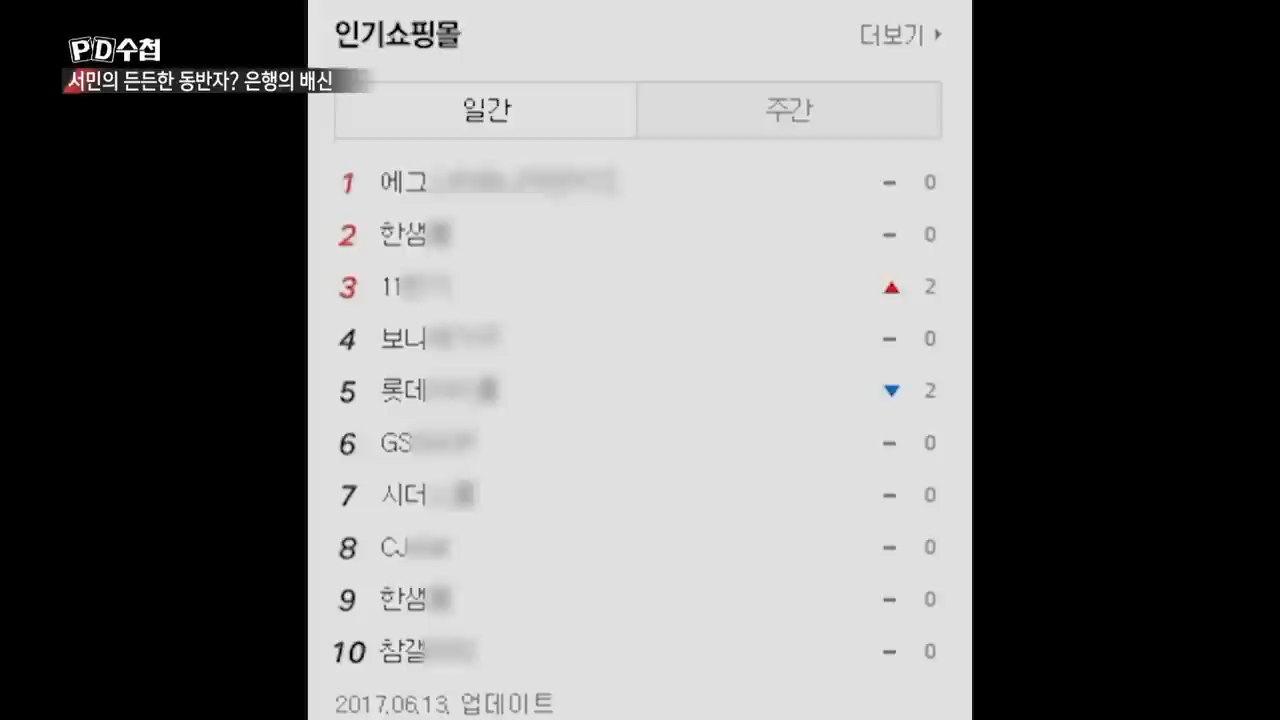 PD수첩
서민의 든든한 동반자? 은행의 배신
인기쇼핑몰
더보기
일간 주간
1 에그 - 0
2 한샘 - 0
3 11 ▲ 2
4 보니 - 0
5 롯데 ▼ 2
6 GS - 0
7 시더 - 0
8 CJ - 0
9 한샘 - 0
10 참갤 - 0
2017.06.13. 업데이트